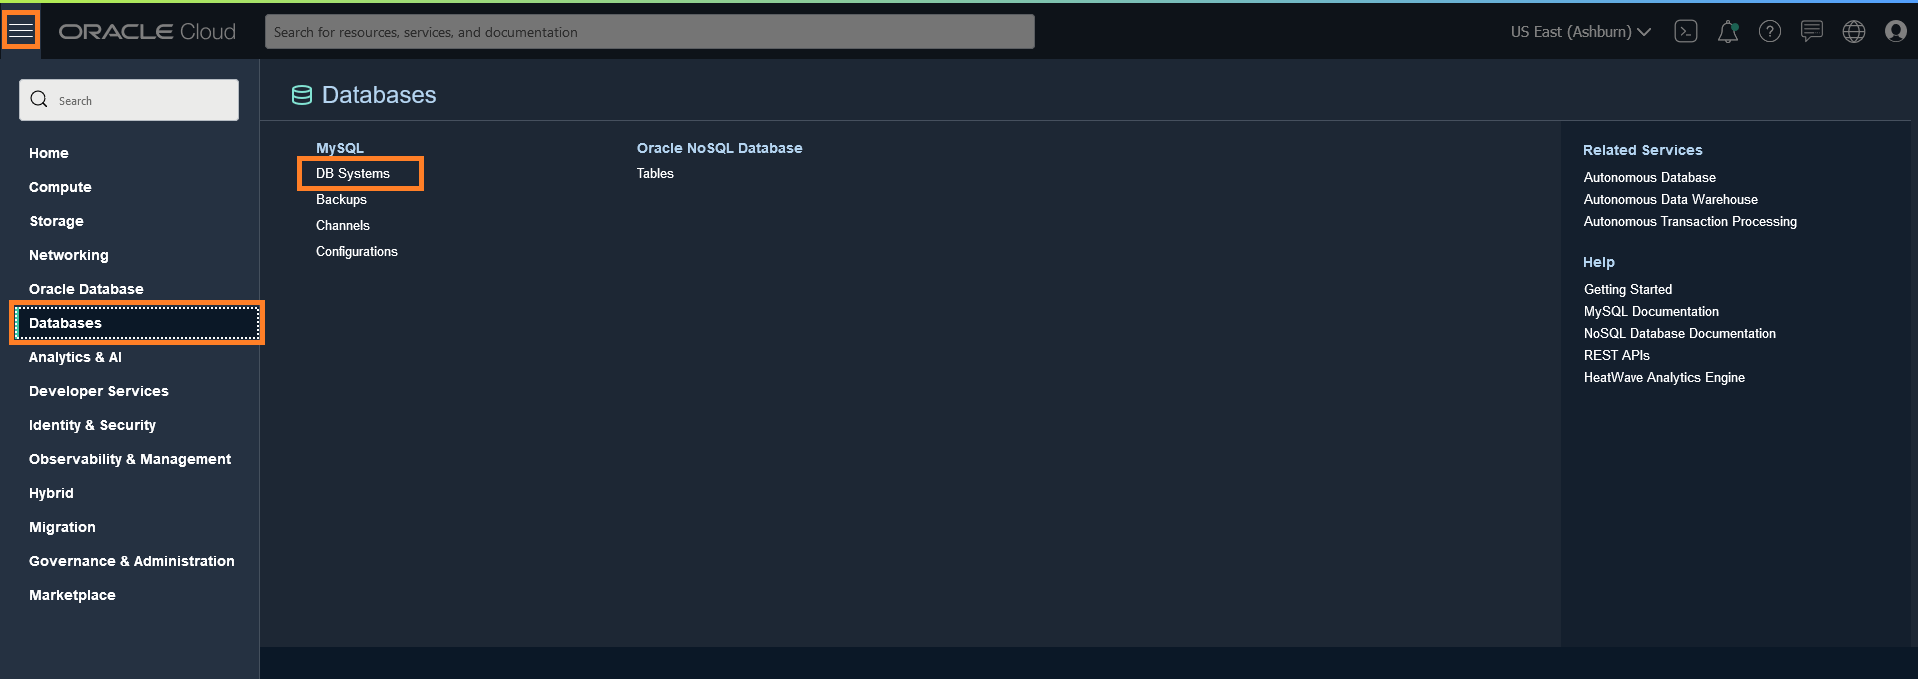 ORACLE Cloud
Search for resources, services, and documentation
US East (Ashburn)
Search
Home
Compute
Storage
Networking
Oracle Database
Databases
Analytics & AI
Developer Services
Identity & Security
Observability & Management
Hybrid
Migration
Governance & Administration
Marketplace
Databases
MySQL
DB Systems
Backups
Channels
Configurations
Oracle NoSQL Database
Tables
Related Services
Autonomous Database
Autonomous Data Warehouse
Autonomous Transaction Processing
Help
Getting Started
MySQL Documentation
NoSQL Database Documentation
REST APIs
HeatWave Analytics Engine